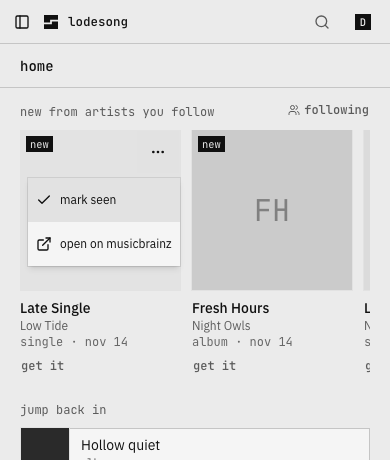 lodesong
D
home
new from artists you follow
following
new
new
mark seen
open on musicbrainz
FH
Late Single
Fresh Hours
Low Tide
Night Owls
single · nov 14
album · nov 14
get it
get it
jump back in
Hollow quiet